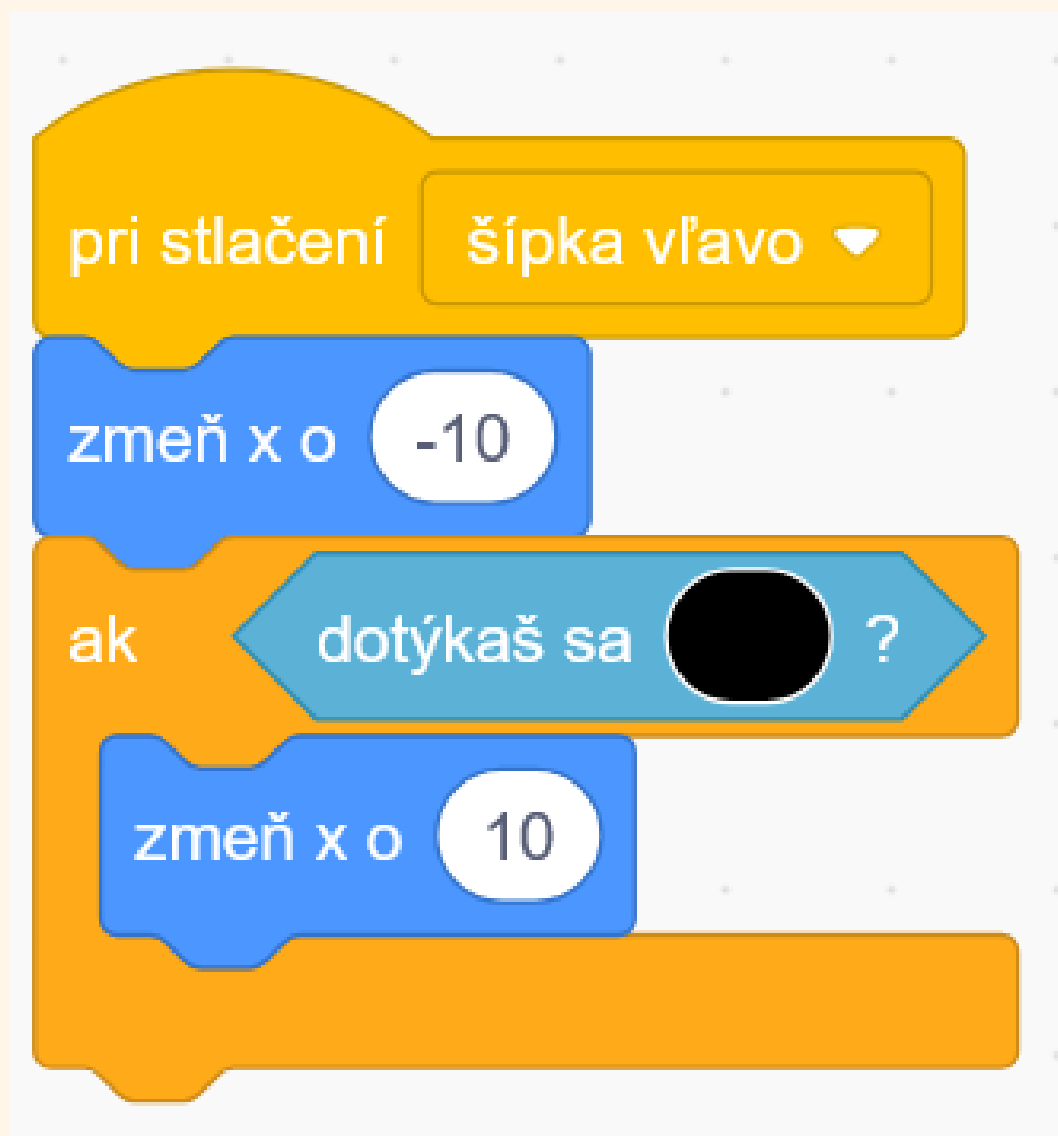 pri stlačení šípka vľavo
zmeň x o -10
ak dotýkaš sa ?
zmeň x o 10